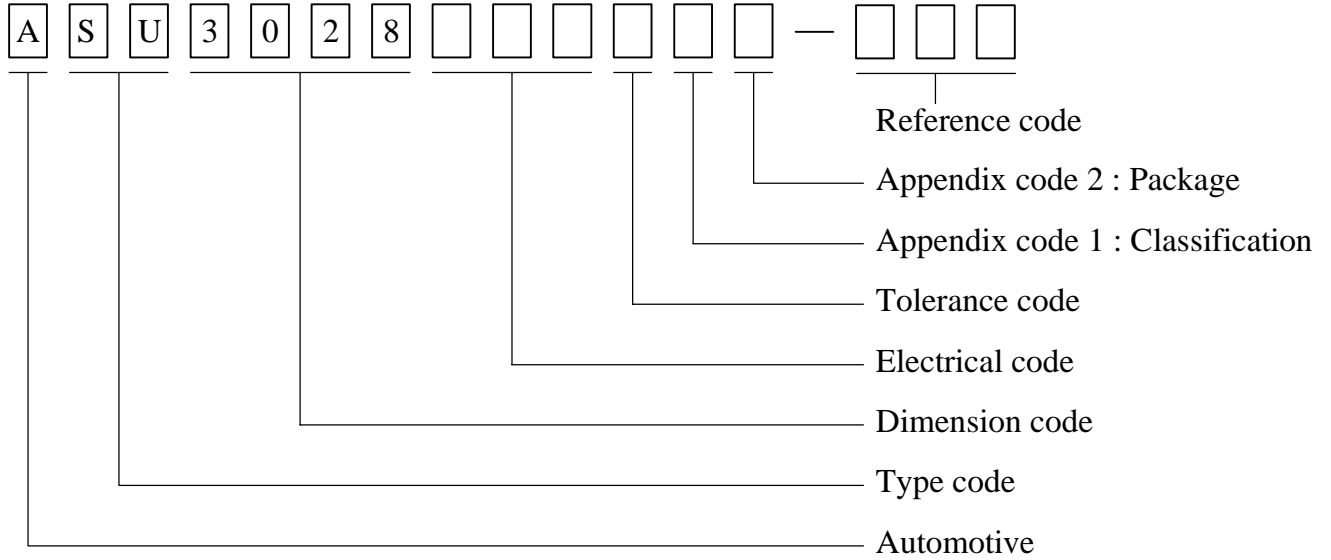 A S U 3 0 2 8 —
Reference code
Appendix code 2 : Package
Appendix code 1 : Classification
Tolerance code
Electrical code
Dimension code
Type code
Automotive